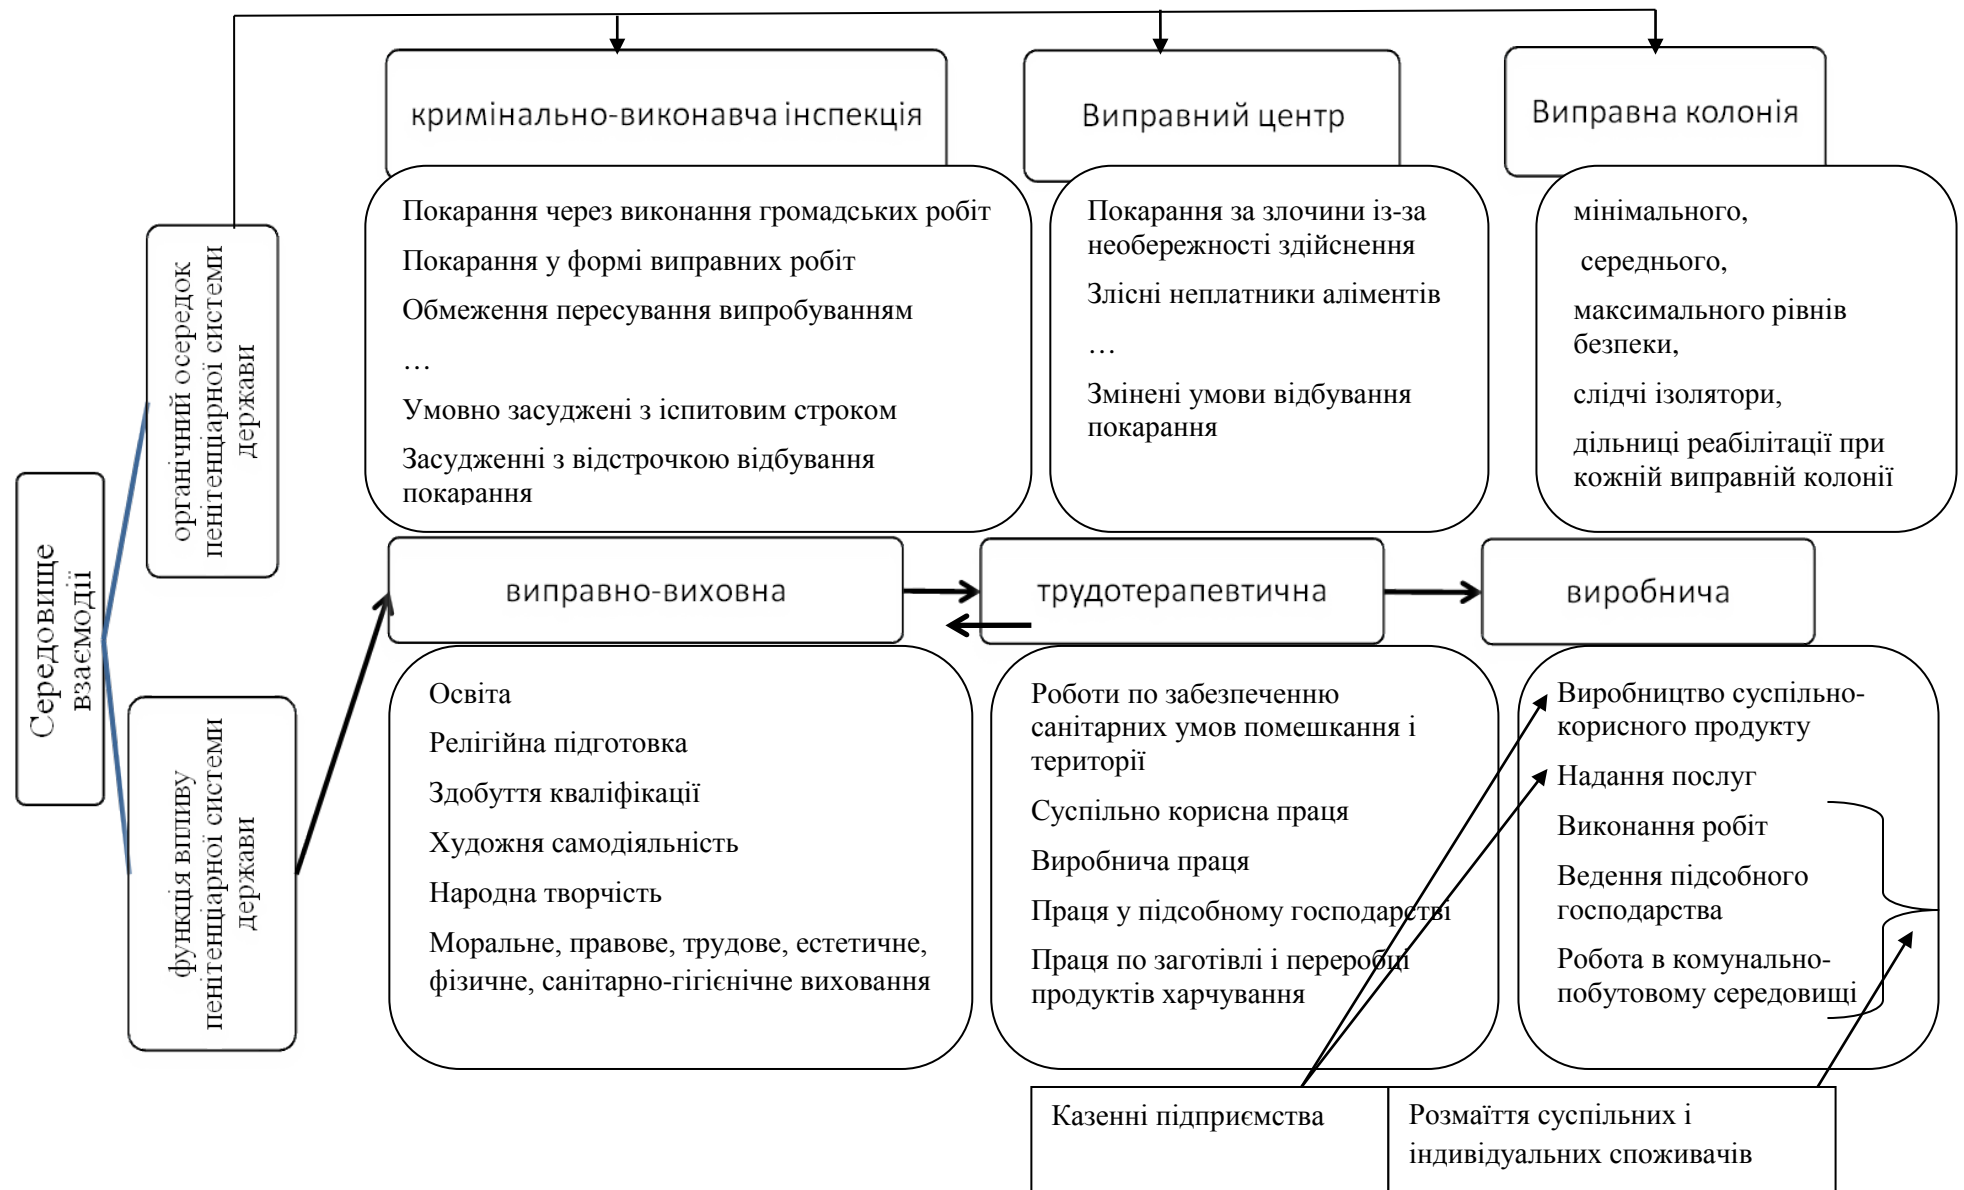 кримінально-виконавча інспекція
Виправний центр
Виправна колонія
Покарання через виконання громадських робіт
Покарання у формі виправних робіт
Обмеження пересування випробуванням
…
Умовно засуджені з іспитовим строком
Засудженні з відстрочкою відбування
покарання
Покарання за злочини із-за
необережності здійснення
Злісні неплатники аліментів
…
Змінені умови відбування
покарання
мінімального,
середнього,
максимального рівнів
безпеки,
слідчі ізолятори,
дільниці реабілітації при
кожній виправній колонії
Середовище
взаємодії
органічний осередок
пенітенціарної системи
держави
функція впливу
пенітенціарної системи
держави
виправно-виховна
трудотерапевтична
виробнича
Освіта
Релігійна підготовка
Здобуття кваліфікації
Художня самодіяльність
Народна творчість
Моральне, правове, трудове, естетичне,
фізичне, санітарно-гігієнічне виховання
Роботи по забезпеченню
санітарних умов помешкання і
території
Суспільно корисна праця
Виробнича праця
Праця у підсобному господарстві
Праця по заготівлі і переробці
продуктів харчування
Виробництво суспільно-
корисного продукту
Надання послуг
Виконання робіт
Ведення підсобного
господарства
Робота в комунально-
побутовому середовищі
Казенні підприємства
Розмаїття суспільних і
індивідуальних споживачів